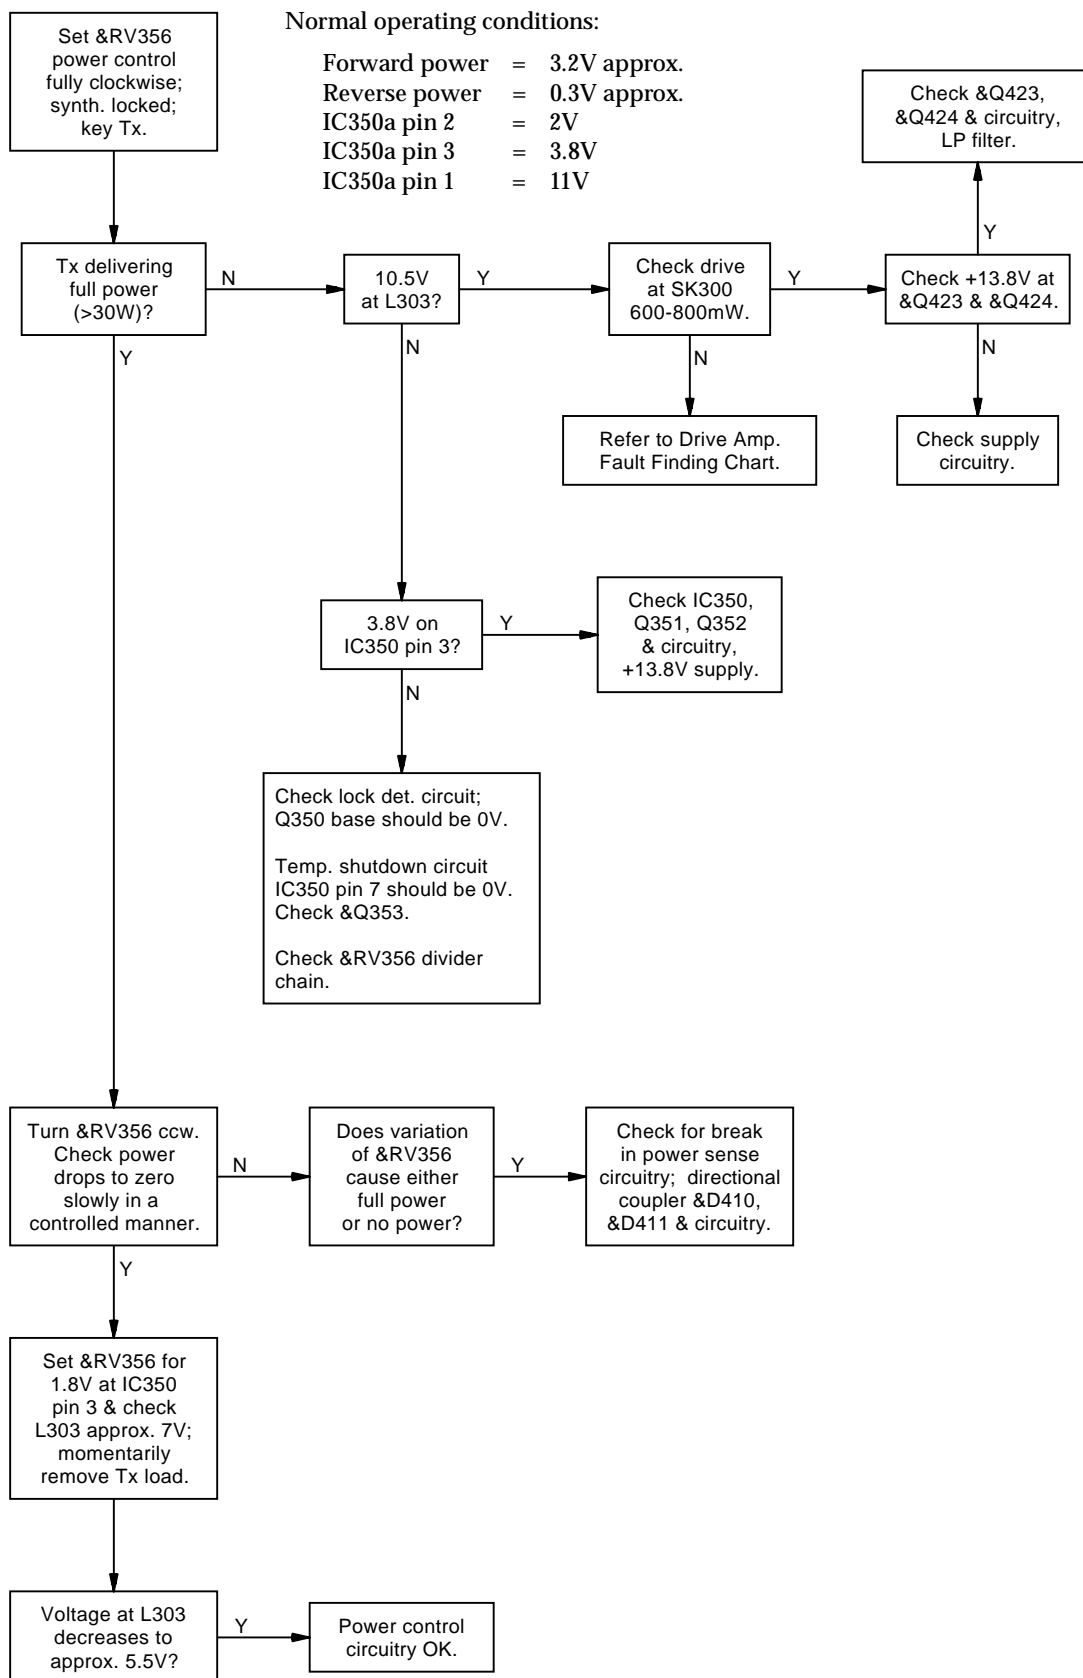 Set &RV356
power control
fully clockwise;
synth. locked;
key Tx.
Normal operating conditions:
Forward power = 3.2V approx.
Reverse power = 0.3V approx.
IC350a pin 2 = 2V
IC350a pin 3 = 3.8V
IC350a pin 1 = 11V
Check &Q423,
&Q424 & circuitry,
LP filter.
Y
Tx delivering
full power
(>30W)?
N
10.5V
at L303?
Y
Check drive
at SK300
600-800mW.
Y
Check +13.8V at
&Q423 & &Q424.
Y
N
N
N
Refer to Drive Amp.
Fault Finding Chart.
Check supply
circuitry.
3.8V on
IC350 pin 3?
Y
Check IC350,
Q351, Q352
& circuitry,
+13.8V supply.
N
Check lock det. circuit;
Q350 base should be 0V.
Temp. shutdown circuit
IC350 pin 7 should be 0V.
Check &Q353.
Check &RV356 divider
chain.
Turn &RV356 ccw.
Check power
drops to zero
slowly in a
controlled manner.
N
Does variation
of &RV356
cause either
full power
or no power?
Y
Check for break
in power sense
circuitry; directional
coupler &D410,
&D411 & circuitry.
Y
Set &RV356 for
1.8V at IC350
pin 3 & check
L303 approx. 7V;
momentarily
remove Tx load.
Voltage at L303
decreases to
approx. 5.5V?
Y
Power control
circuitry OK.